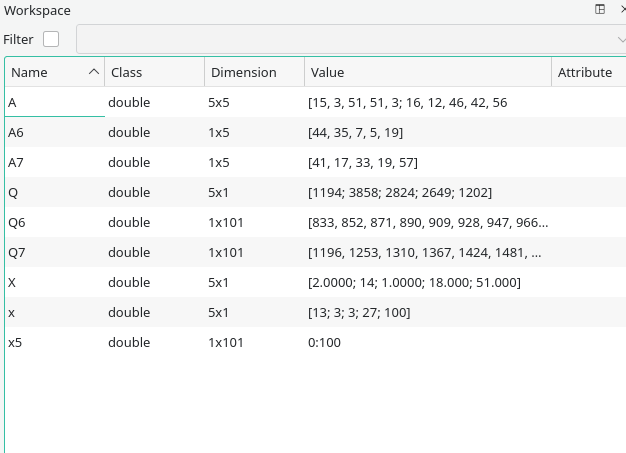 Workspace
Filter
Name Class Dimension Value Attribute
A double 5x5 [15, 3, 51, 51, 3; 16, 12, 46, 42, 56
A6 double 1x5 [44, 35, 7, 5, 19]
A7 double 1x5 [41, 17, 33, 19, 57]
Q double 5x1 [1194; 3858; 2824; 2649; 1202]
Q6 double 1x101 [833, 852, 871, 890, 909, 928, 947, 966...
Q7 double 1x101 [1196, 1253, 1310, 1367, 1424, 1481, ...
X double 5x1 [2.0000; 14; 1.0000; 18.000; 51.000]
x double 5x1 [13; 3; 3; 27; 100]
x5 double 1x101 0:100